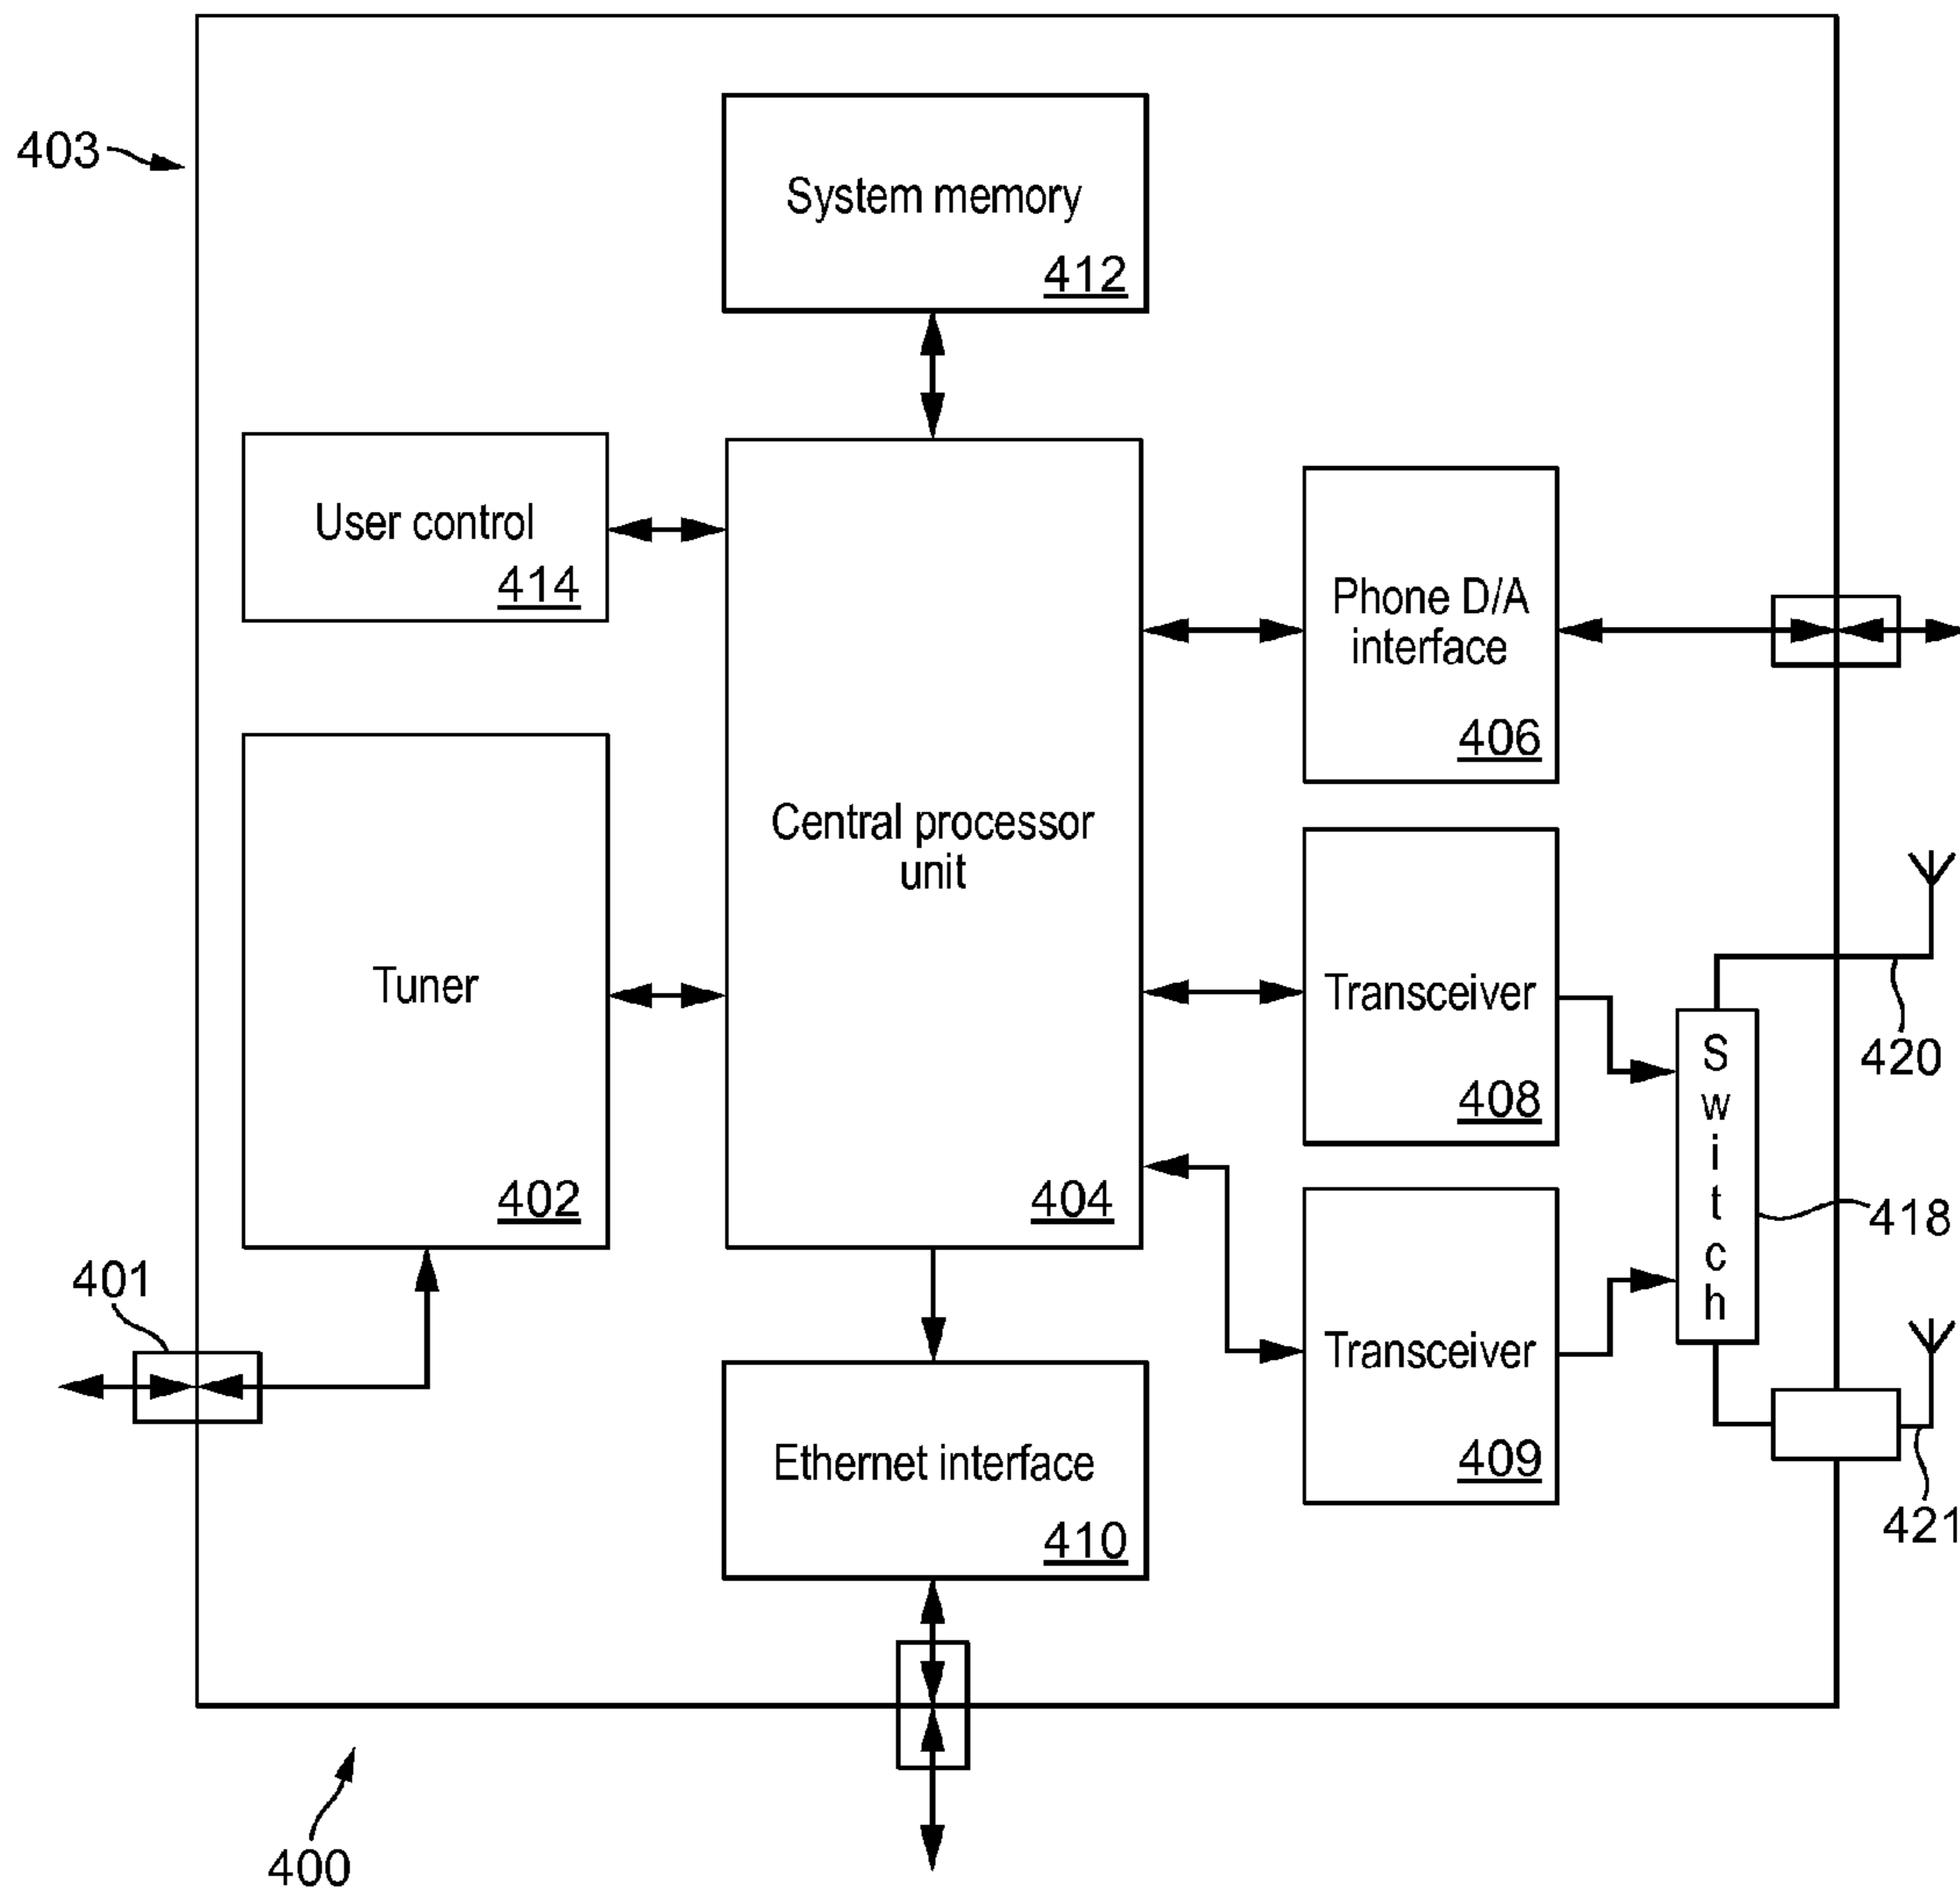 403
System memory
412
User control
414
Phone D/A
interface
406
Central processor
unit
404
Tuner
402
Transceiver
408
420
Switch
418
401
Transceiver
409
Ethernet interface
410
421
400